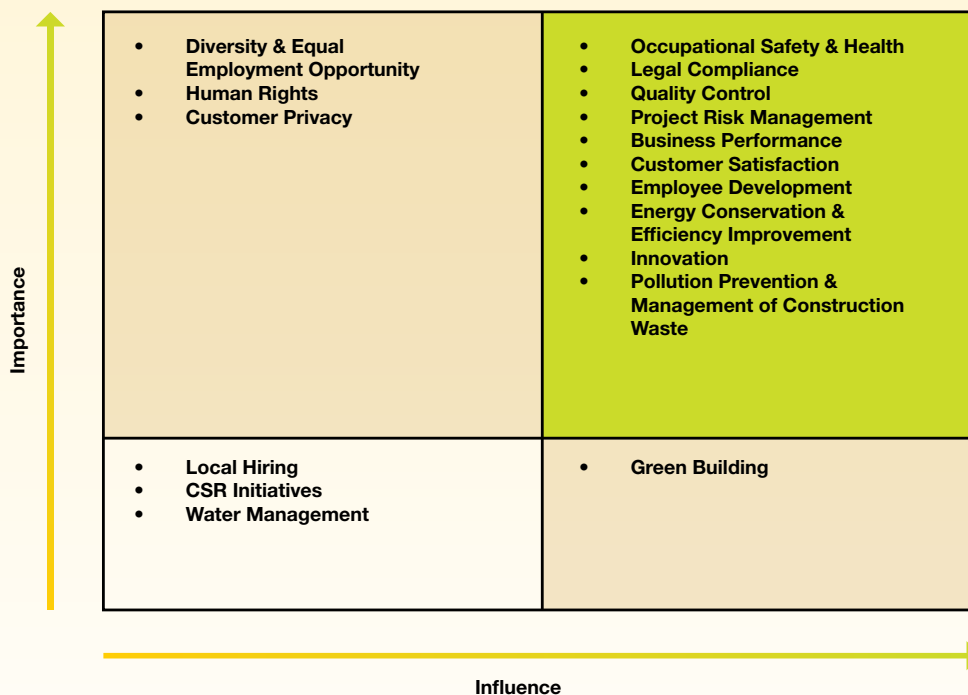 Importance
• Diversity & Equal
Employment Opportunity
• Human Rights
• Customer Privacy
• Occupational Safety & Health
• Legal Compliance
• Quality Control
• Project Risk Management
• Business Performance
• Customer Satisfaction
• Employee Development
• Energy Conservation &
Efficiency Improvement
• Innovation
• Pollution Prevention &
Management of Construction
Waste
• Local Hiring
• CSR Initiatives
• Water Management
• Green Building
Influence